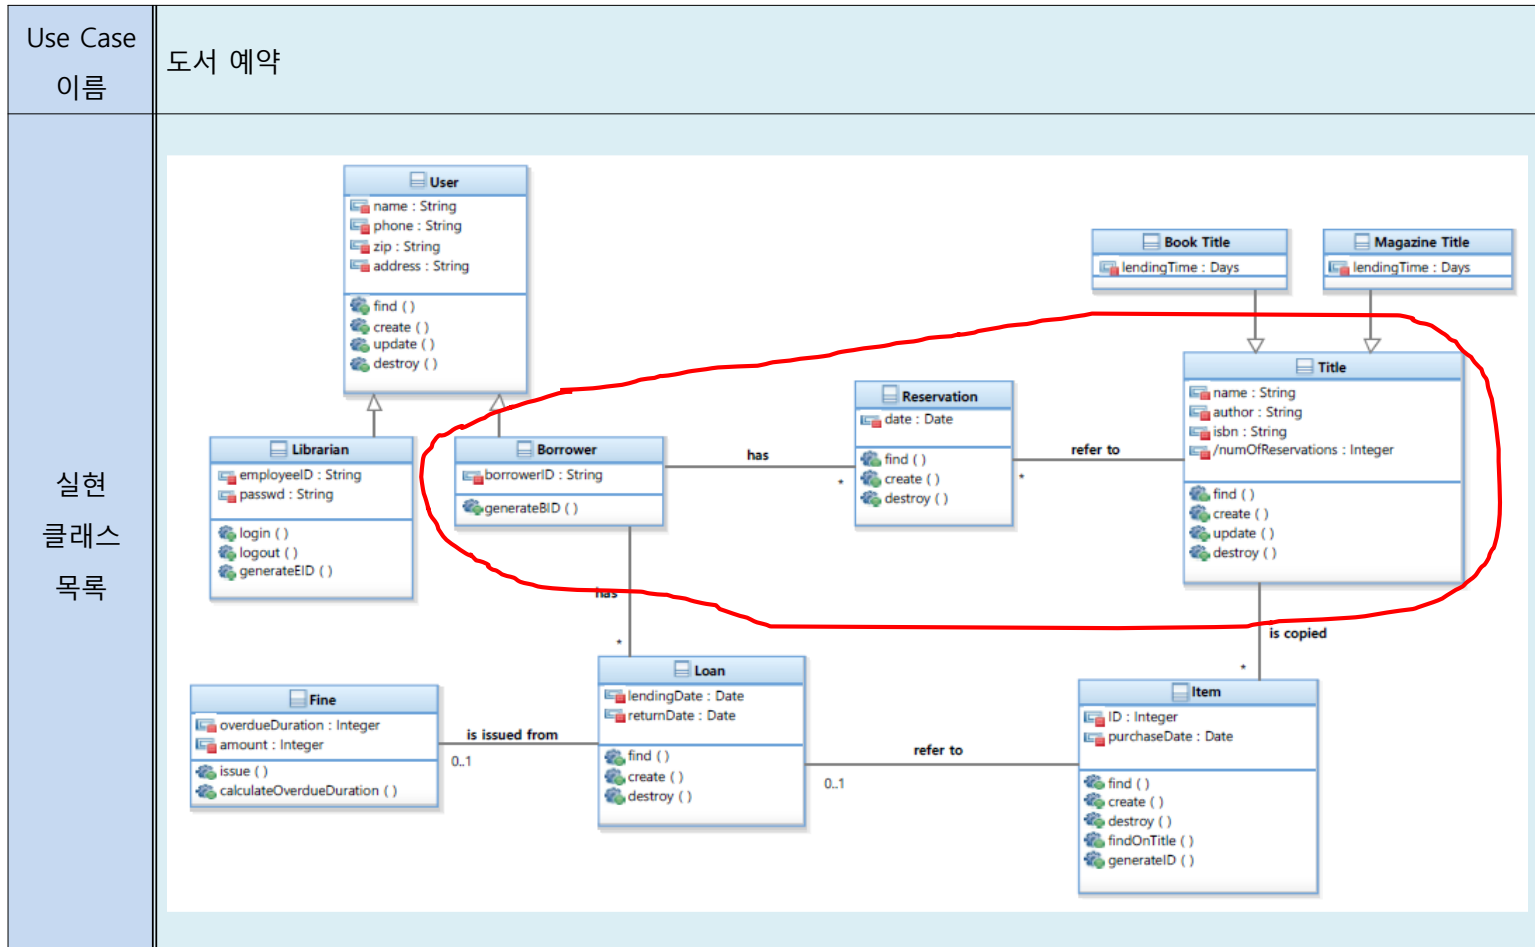 Use Case
이름
도서 예약
실현
클래스
목록
User
name : String
phone : String
zip : String
address : String
find ( )
create ( )
update ( )
destroy ( )
Book Title
lendingTime : Days
Magazine Title
lendingTime : Days
Librarian
employeeID : String
passwd : String
login ( )
logout ( )
generateEID ( )
Borrower
borrowerID : String
generateBID ( )
has
*
Reservation
date : Date
find ( )
create ( )
destroy ( )
refer to
*
Title
name : String
author : String
isbn : String
/numOfReservations : Integer
find ( )
create ( )
update ( )
destroy ( )
has
*
is copied
*
Fine
overdueDuration : Integer
amount : Integer
issue ( )
calculateOverdueDuration ( )
is issued from
0..1
Loan
lendingDate : Date
returnDate : Date
find ( )
create ( )
destroy ( )
refer to
0..1
Item
ID : Integer
purchaseDate : Date
find ( )
create ( )
destroy ( )
findOnTitle ( )
generateID ( )